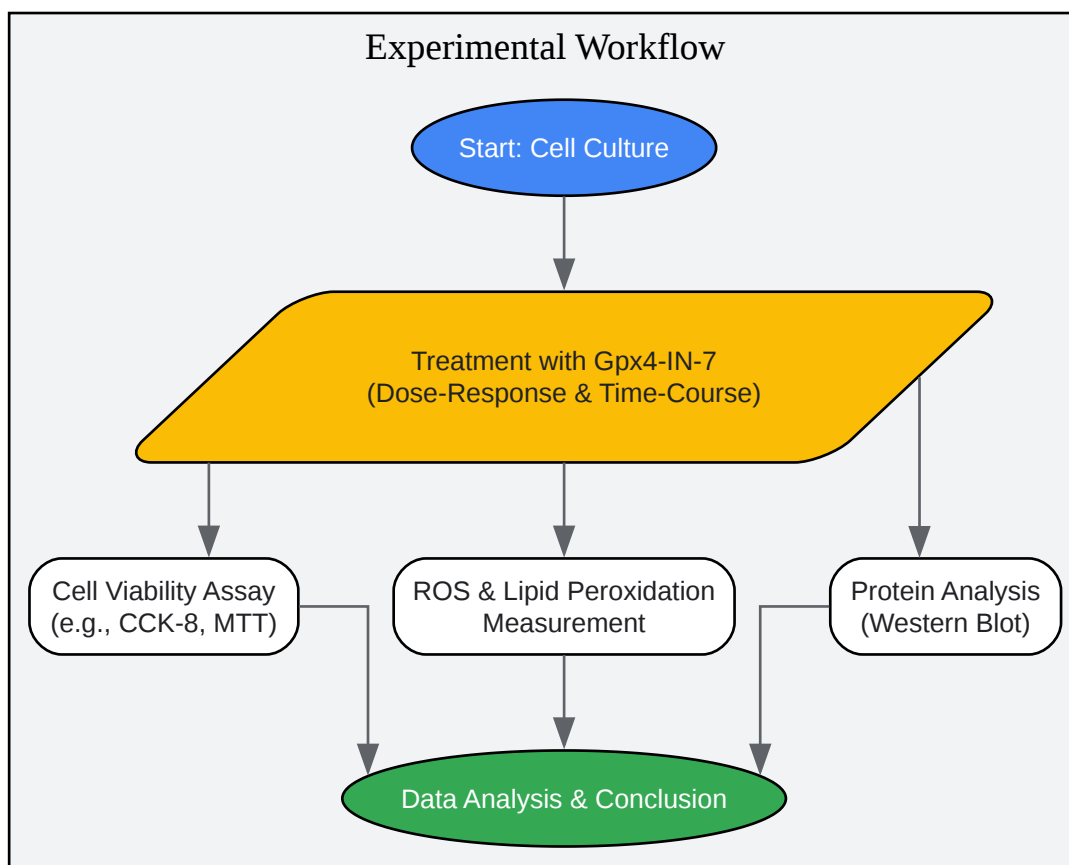 Experimental Workflow
Start: Cell Culture
Treatment with Gpx4-IN-7
(Dose-Response & Time-Course)
Cell Viability Assay
(e.g., CCK-8, MTT)
ROS & Lipid Peroxidation
Measurement
Protein Analysis
(Western Blot)
Data Analysis & Conclusion